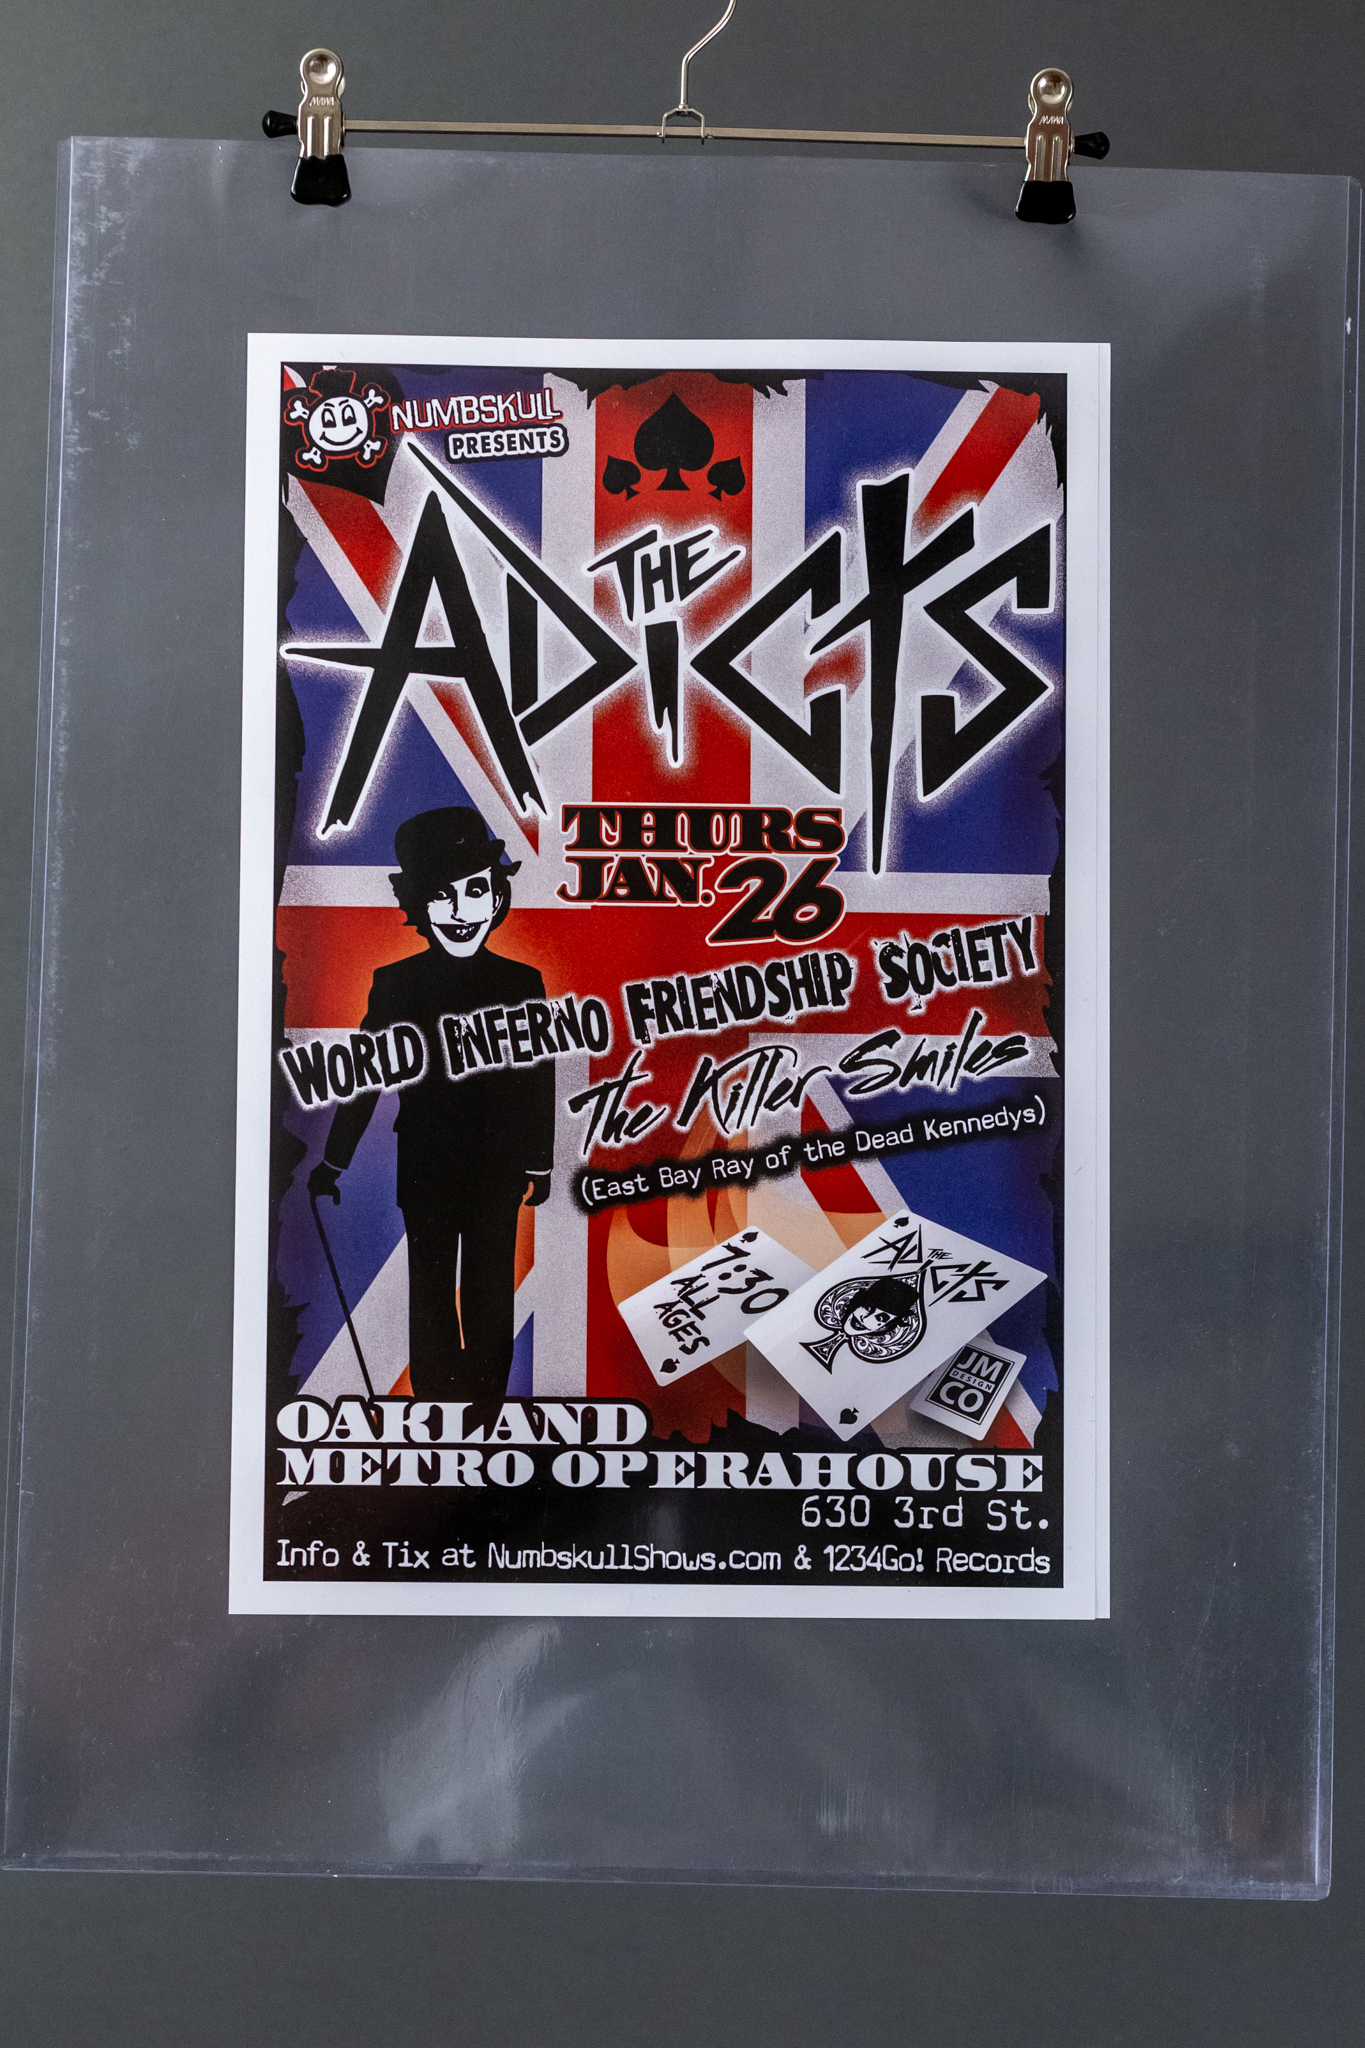 MAWA
MAWA
NUMBSKULL
PRESENTS
THE
ADiCTS
THURS
JAN. 26
WORLD INFERNO FRIENDSHIP SOCIETY
The Killer Smiles
(East Bay Ray of the Dead Kennedys)
7:30
ALL
AGES
THE
ADiCTS
JM
DESIGN
CO
OAKLAND
METRO OPERAHOUSE
630 3rd St.
Info & Tix at NumbskullShows.com & 1234Go! Records